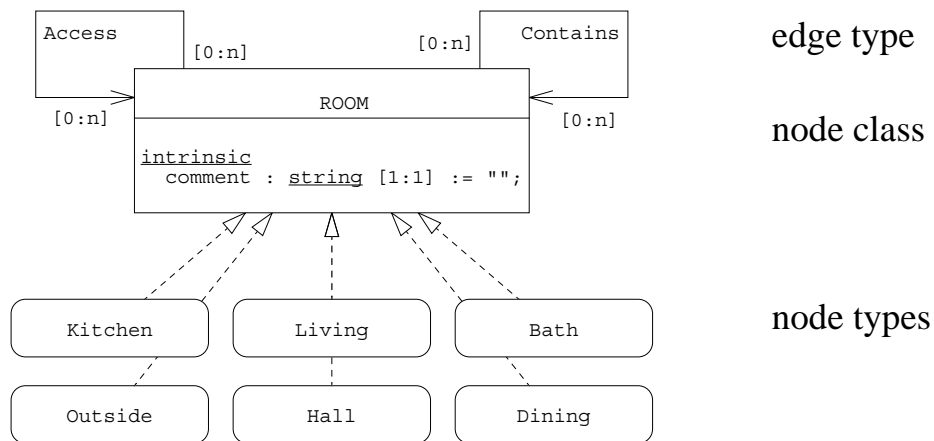 Access
[0:n]
[0:n]
Contains
edge type
[0:n]
ROOM
[0:n]
node class
intrinsic
comment : string [1:1] := "";
Kitchen
Living
Bath
node types
Outside
Hall
Dining